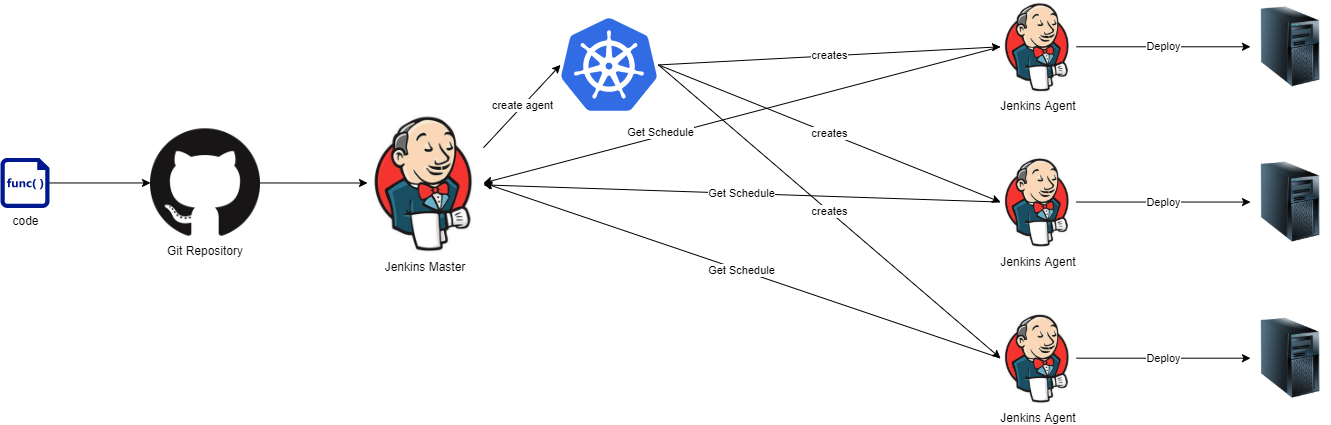 func( )
code
Git Repository
Jenkins Master
create agent
creates
Get Schedule
creates
Get Schedule
creates
Get Schedule
Jenkins Agent
Deploy
Jenkins Agent
Deploy
Jenkins Agent
Deploy